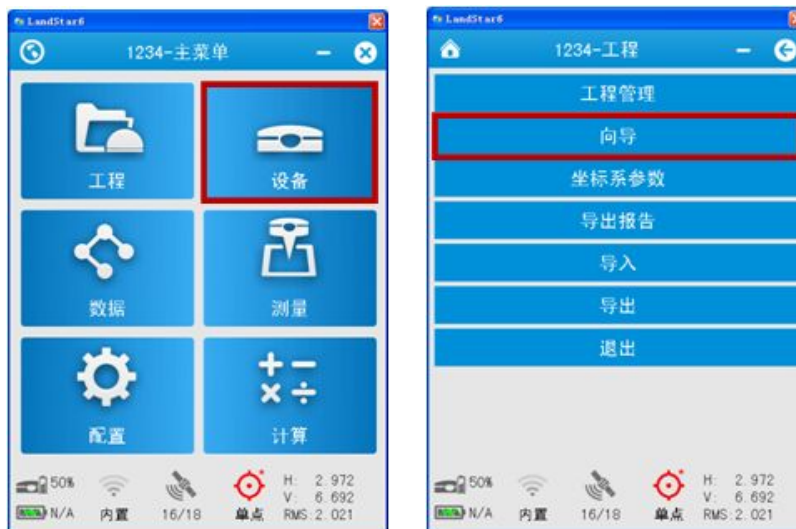 LandStar6
1234-主菜单
工程
设备
数据
测量
配置
计算
50%
H: 2.972
V: 6.692
N/A
内置
16/18
单点
RMS:2.021
LandStar6
1234-工程
工程管理
向导
坐标系参数
导出报告
导入
导出
退出
50%
H: 2.972
V: 6.692
N/A
内置
16/18
单点
RMS:2.021